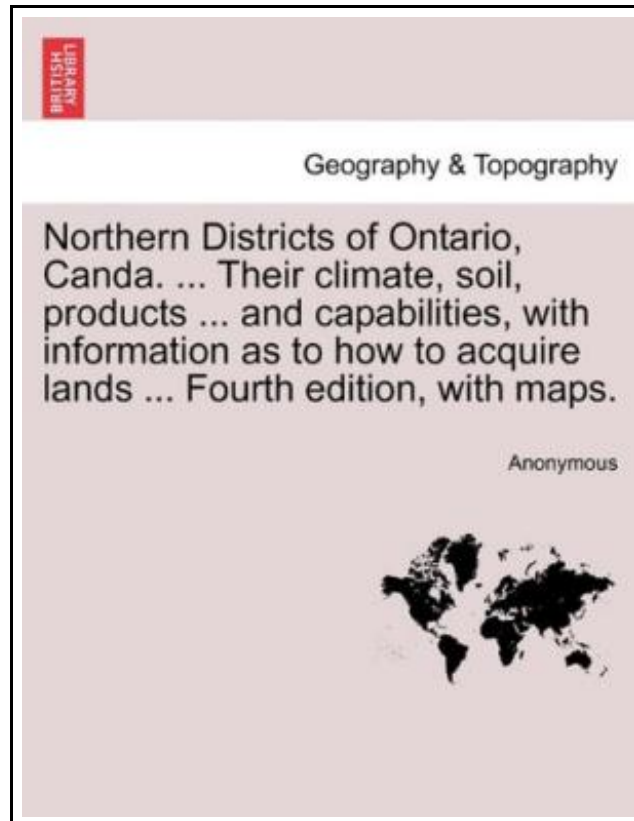 BRITISH
LIBRARY
Geography & Topography
Northern Districts of Ontario,
Canda. ... Their climate, soil,
products ... and capabilities, with
information as to how to acquire
lands ... Fourth edition, with maps.
Anonymous